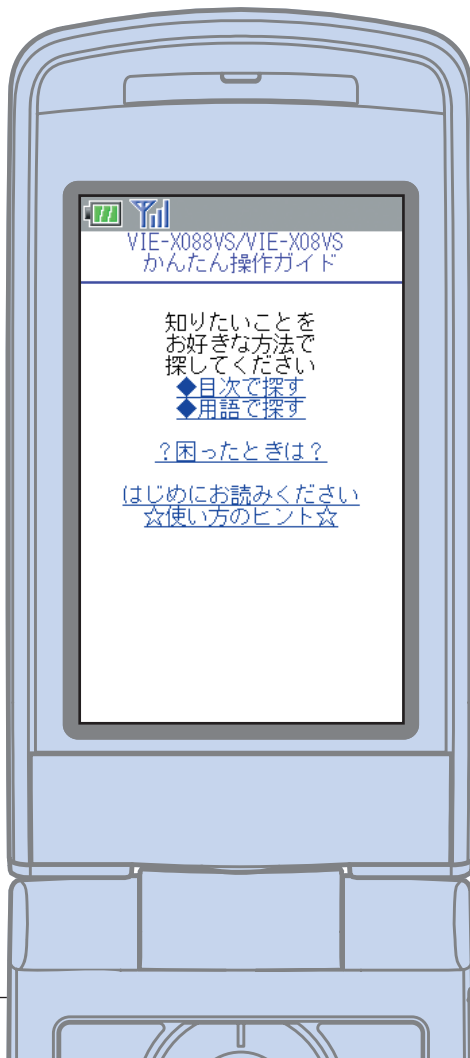 VIE-X088VS/VIE-X08VS
かんたん操作ガイド
知りたいことを
お好きな方法で
探してください
◆目次で探す
◆用語で探す
?困ったときは?
はじめにお読みください
☆使い方のヒント☆